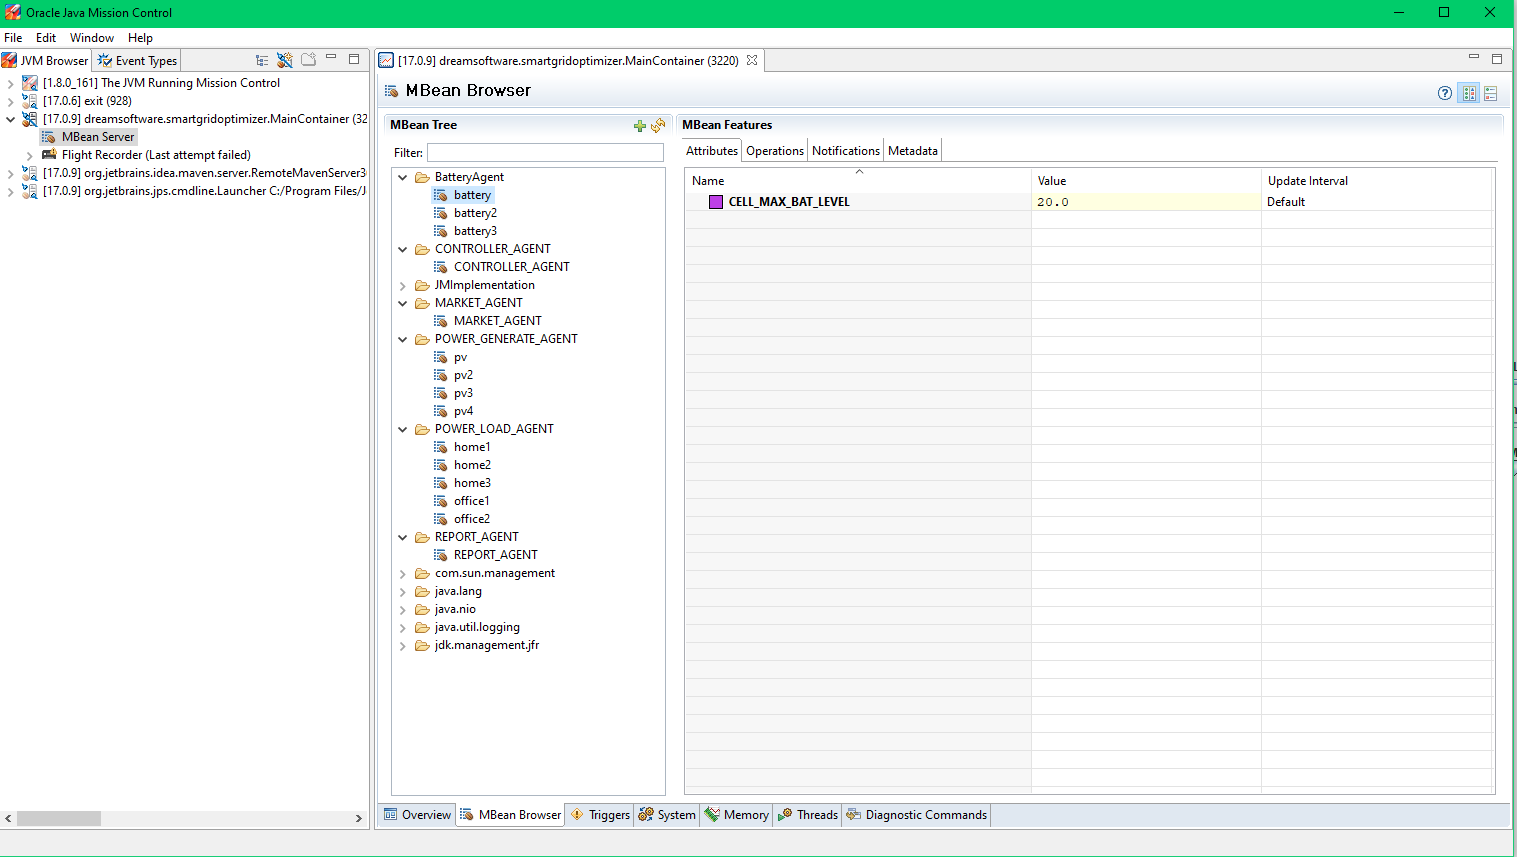 Oracle Java Mission Control
File Edit Window Help
JVM Browser Event Types
[1.8.0_161] The JVM Running Mission Control
[17.0.6] exit (928)
[17.0.9] dreamsoftware.smartgridoptimizer.MainContainer (32
MBean Server
Flight Recorder (Last attempt failed)
[17.0.9] org.jetbrains.idea.maven.server.RemoteMavenServer3
[17.0.9] org.jetbrains.jps.cmdline.Launcher C:/Program Files/J
[17.0.9] dreamsoftware.smartgridoptimizer.MainContainer (3220)
MBean Browser
MBean Tree
Filter:
BatteryAgent
battery
battery2
battery3
CONTROLLER_AGENT
CONTROLLER_AGENT
JMImplementation
MARKET_AGENT
MARKET_AGENT
POWER_GENERATE_AGENT
pv
pv2
pv3
pv4
POWER_LOAD_AGENT
home1
home2
home3
office1
office2
REPORT_AGENT
REPORT_AGENT
com.sun.management
java.lang
java.nio
java.util.logging
jdk.management.jfr
MBean Features
Attributes Operations Notifications Metadata
Name Value Update Interval
CELL_MAX_BAT_LEVEL 20.0 Default
Overview MBean Browser Triggers System Memory Threads Diagnostic Commands